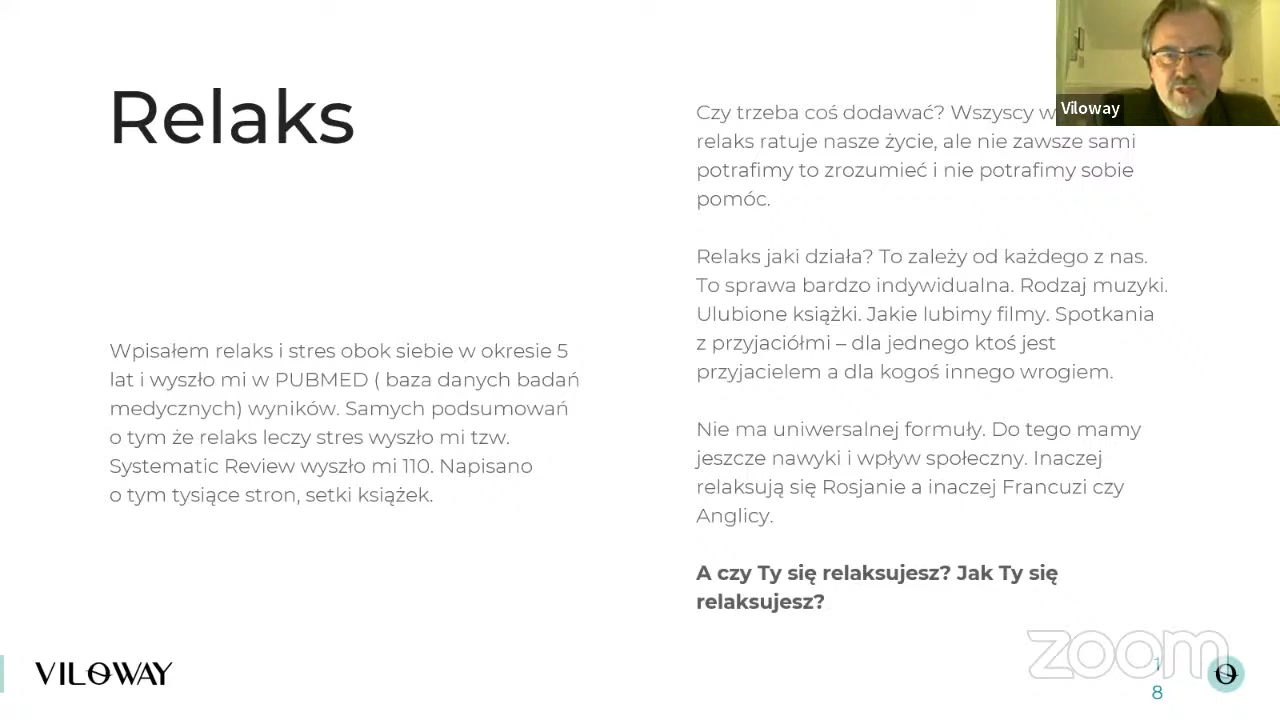 Relaks
Wpisałem relaks i stres obok siebie w okresie 5
lat i wyszło mi w PUBMED ( baza danych badań
medycznych) wyników. Samych podsumowań
o tym że relaks leczy stres wyszło mi tzw.
Systematic Review wyszło mi 110. Napisano
o tym tysiące stron, setki książek.
Czy trzeba coś dodawać? Wszyscy
relaks ratuje nasze życie, ale nie zawsze sami
potrafimy to zrozumieć i nie potrafimy sobie
pomóc.
Relaks jaki działa? To zależy od każdego z nas.
To sprawa bardzo indywidualna. Rodzaj muzyki.
Ulubione książki. Jakie lubimy filmy. Spotkania
z przyjaciółmi – dla jednego ktoś jest
przyjacielem a dla kogoś innego wrogiem.
Nie ma uniwersalnej formuły. Do tego mamy
jeszcze nawyki i wpływ społeczny. Inaczej
relaksują się Rosjanie a inaczej Francuzi czy
Anglicy.
A czy Ty się relaksujesz? Jak Ty się
relaksujesz?
Viloway
VILOWAY
zoom
1
8